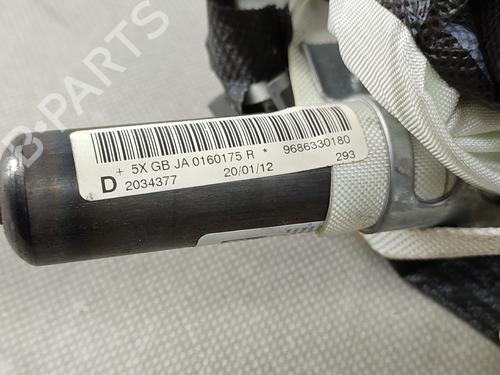 B-PARTS
+ 5X GB JA 0160175 R * 9686330180
D 2034377 20/01/12 293